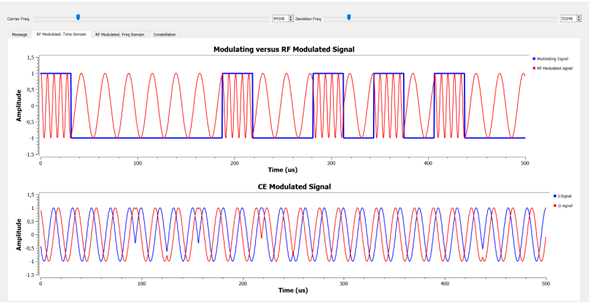 Carrier Freq. 94208 Deviation Freq 51248
Message RF Modulated, Time Domain RF Modulated, Freq Domain Constellation
Modulating versus RF Modulated Signal
1,5
1
0,5
0
-0,5
-1
-1.5
Amplitude
0 100 200 300 400 500
Time (us)
Modulating Signal
RF Modulated signal
CE Modulated Signal
1,5
1
0,5
0
-0,5
-1
-1.5
Amplitude
0 100 200 300 400 500
Time (us)
I-Signal
Q-signal